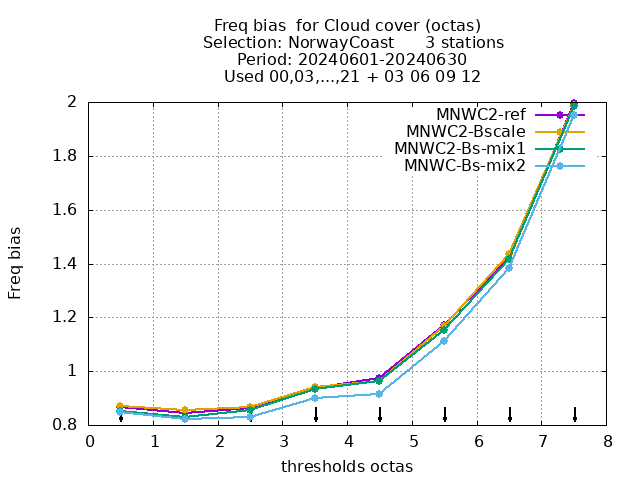 Freq bias  for Cloud cover (octas)
Selection: NorwayCoast      3 stations
Period: 20240601-20240630
Used 00,03,...,21 + 03 06 09 12
MNWC2-ref
MNWC2-Bscale
MNWC2-Bs-mix1
MNWC-Bs-mix2
Freq bias
2
1.8
1.6
1.4
1.2
1
0.8
0 1 2 3 4 5 6 7 8
thresholds octas